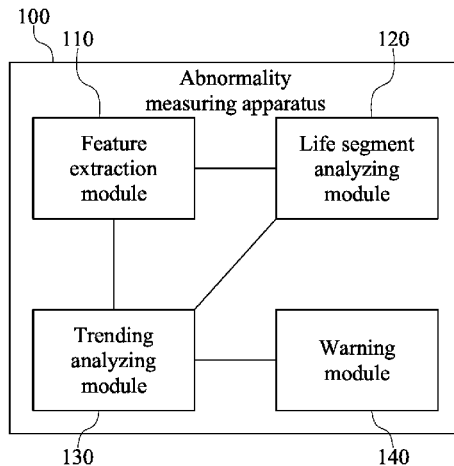 100
110
120
Abnormality
measuring apparatus
Feature
extraction
module
Life segment
analyzing
module
Trending
analyzing
module
Warning
module
130
140